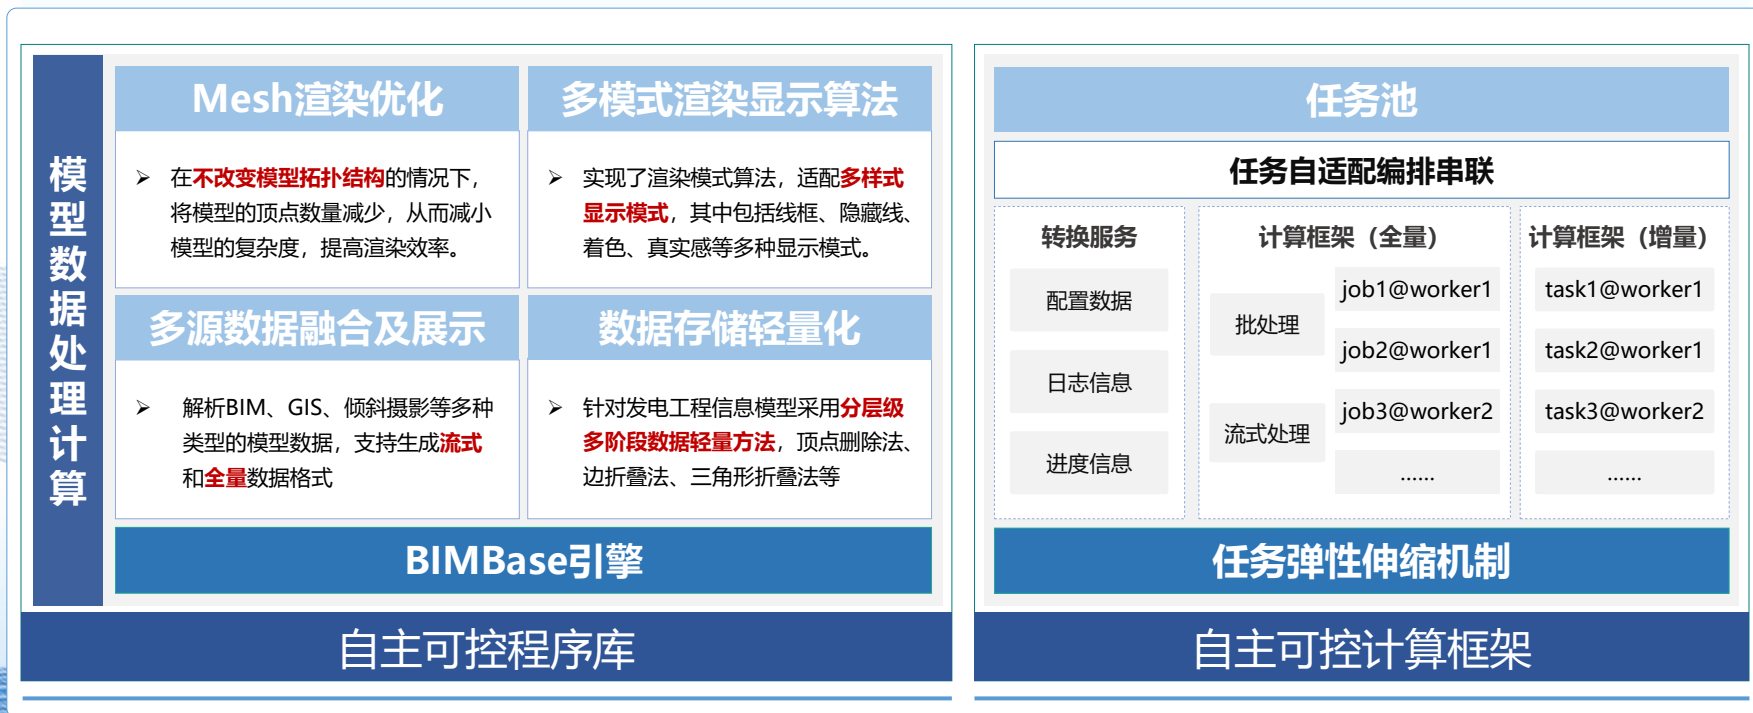 模型数据处理计算
Mesh渲染优化
➢ 在不改变模型拓扑结构的情况下，
将模型的顶点数量减少，从而减小
模型的复杂度，提高渲染效率。
多模式渲染显示算法
➢ 实现了渲染模式算法，适配多样式
显示模式，其中包括线框、隐藏线、
着色、真实感等多种显示模式。
多源数据融合及展示
➢ 解析BIM、GIS、倾斜摄影等多种
类型的模型数据，支持生成流式
和全量数据格式
数据存储轻量化
➢ 针对发电工程信息模型采用分层级
多阶段数据轻量方法，顶点删除法、
边折叠法、三角形折叠法等
BIMBase引擎
自主可控程序库
任务池
任务自适配编排串联
转换服务
配置数据
日志信息
进度信息
计算框架（全量）
批处理
流式处理
job1@worker1
job2@worker1
job3@worker2
……
计算框架（增量）
task1@worker1
task2@worker1
task3@worker2
……
任务弹性伸缩机制
自主可控计算框架